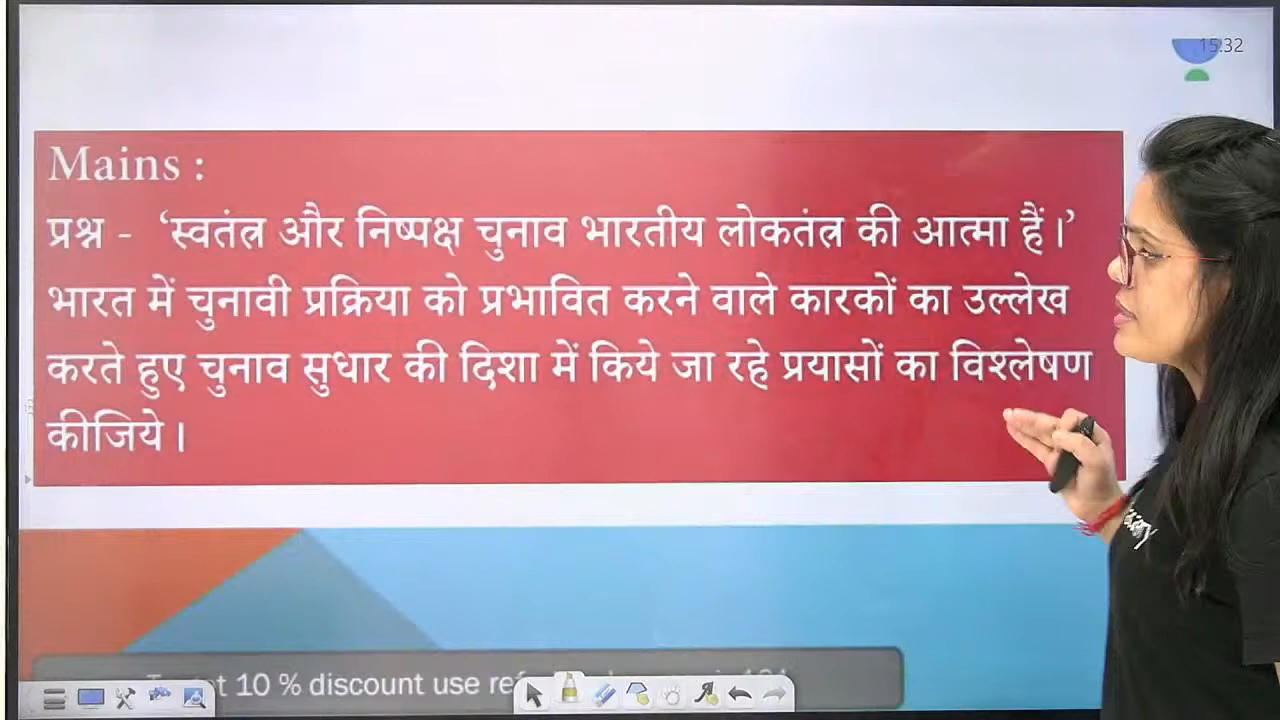 15:32
Mains :
प्रश्न - ‘स्वतंत्र और निष्पक्ष चुनाव भारतीय लोकतंत्र की आत्मा हैं।’
भारत में चुनावी प्रक्रिया को प्रभावित करने वाले कारकों का उल्लेख
करते हुए चुनाव सुधार की दिशा में किये जा रहे प्रयासों का विश्लेषण
कीजिये।
10 % discount use